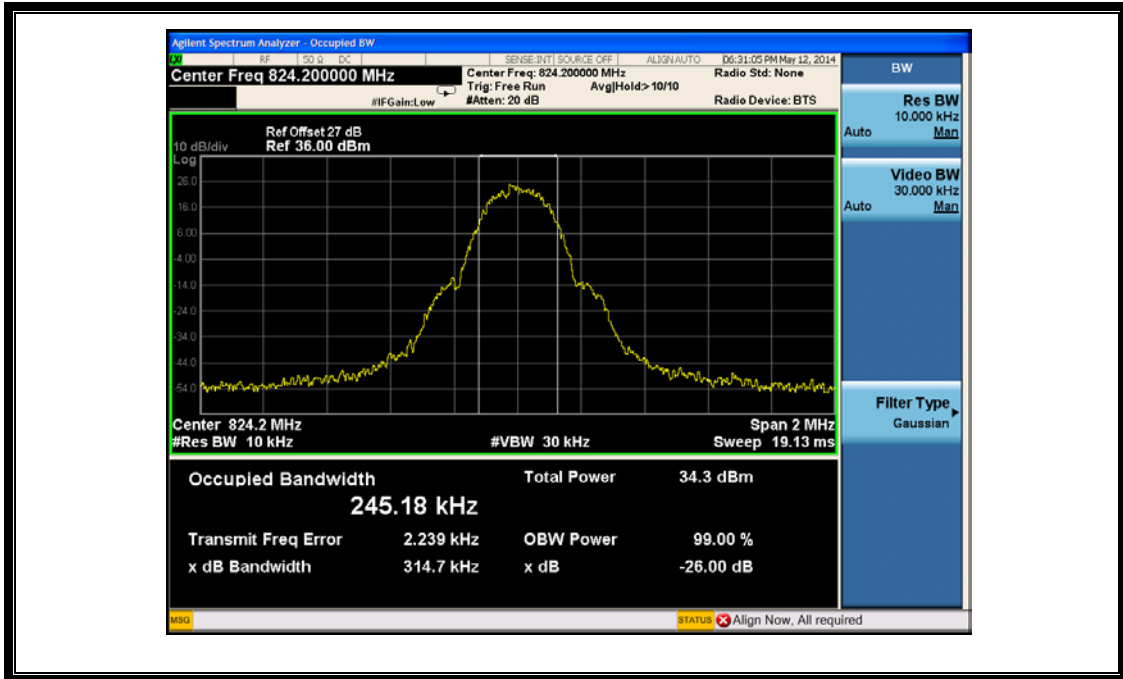 Agilent Spectrum Analyzer - Occupied BW
RF 50 Ω DC SENSE:INT SOURCE OFF ALIGNAUTO 06:31:05 PM May 12, 2014
Center Freq 824.200000 MHz
Center Freq: 824.200000 MHz Radio Std: None
Trig: Free Run Avg|Hold:> 10/10
#IFGain:Low #Atten: 20 dB Radio Device: BTS
BW
Res BW
10.000 kHz
Auto Man
Video BW
30.000 kHz
Auto Man
Filter Type
Gaussian
Ref Offset 27 dB
10 dB/div Ref 36.00 dBm
Log
26.0
16.0
6.00
-4.00
-14.0
-24.0
-34.0
-44.0
-54.0
Center 824.2 MHz Span 2 MHz
#Res BW 10 kHz #VBW 30 kHz Sweep 19.13 ms
Occupied Bandwidth Total Power 34.3 dBm
245.18 kHz
Transmit Freq Error 2.239 kHz OBW Power 99.00 %
x dB Bandwidth 314.7 kHz x dB -26.00 dB
MSG STATUS Align Now, All required